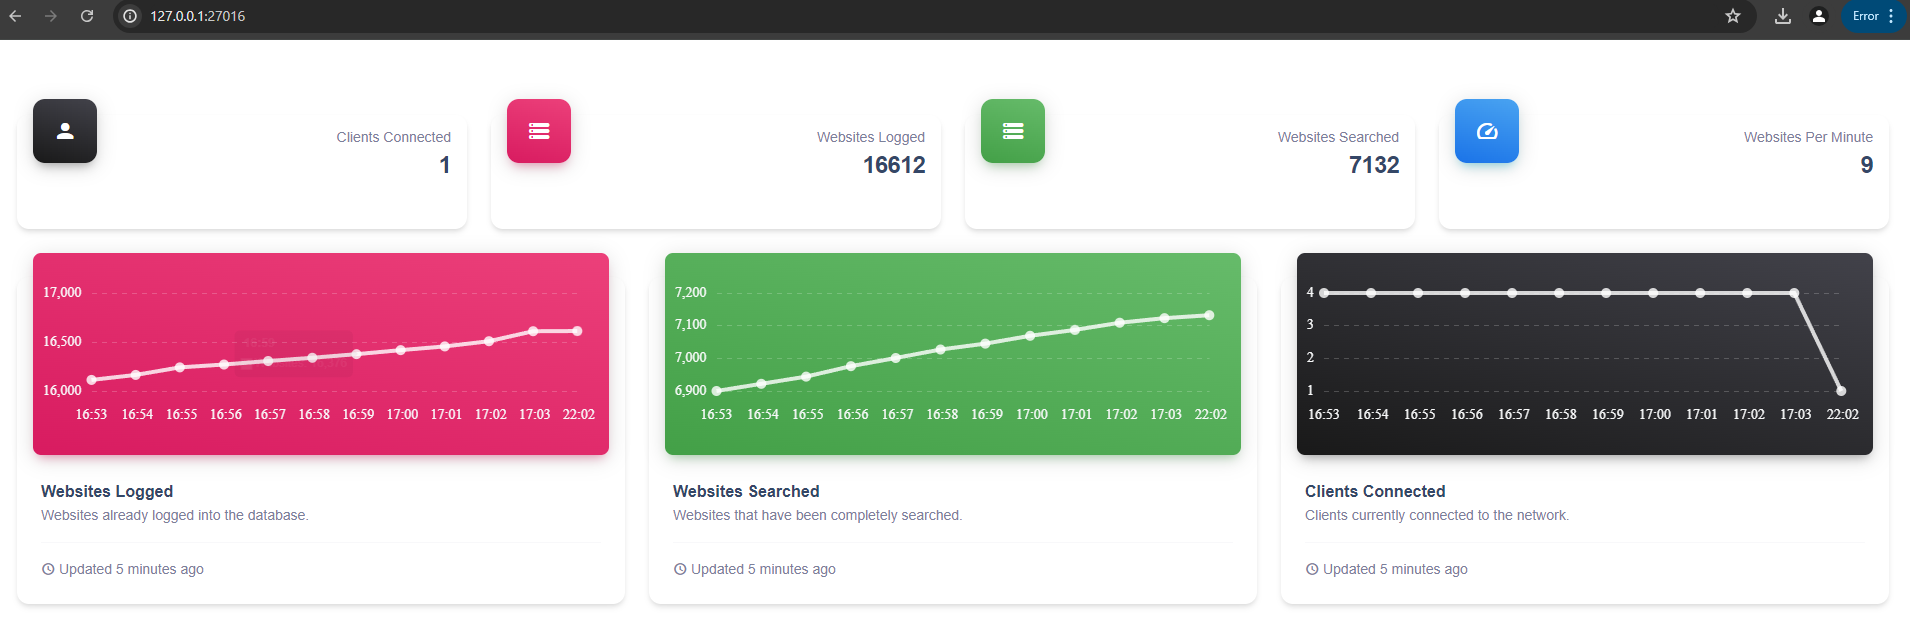 127.0.0.1:27016
Error
Clients Connected
1
Websites Logged
16612
Websites Searched
7132
Websites Per Minute
9
17,000
16,500
16,000
16:53 16:54 16:55 16:56 16:57 16:58 16:59 17:00 17:01 17:02 17:03 22:02
Websites Logged
Websites already logged into the database.
Updated 5 minutes ago
7,200
7,100
7,000
6,900
16:53 16:54 16:55 16:56 16:57 16:58 16:59 17:00 17:01 17:02 17:03 22:02
Websites Searched
Websites that have been completely searched.
Updated 5 minutes ago
4
3
2
1
16:53 16:54 16:55 16:56 16:57 16:58 16:59 17:00 17:01 17:02 17:03 22:02
Clients Connected
Clients currently connected to the network.
Updated 5 minutes ago